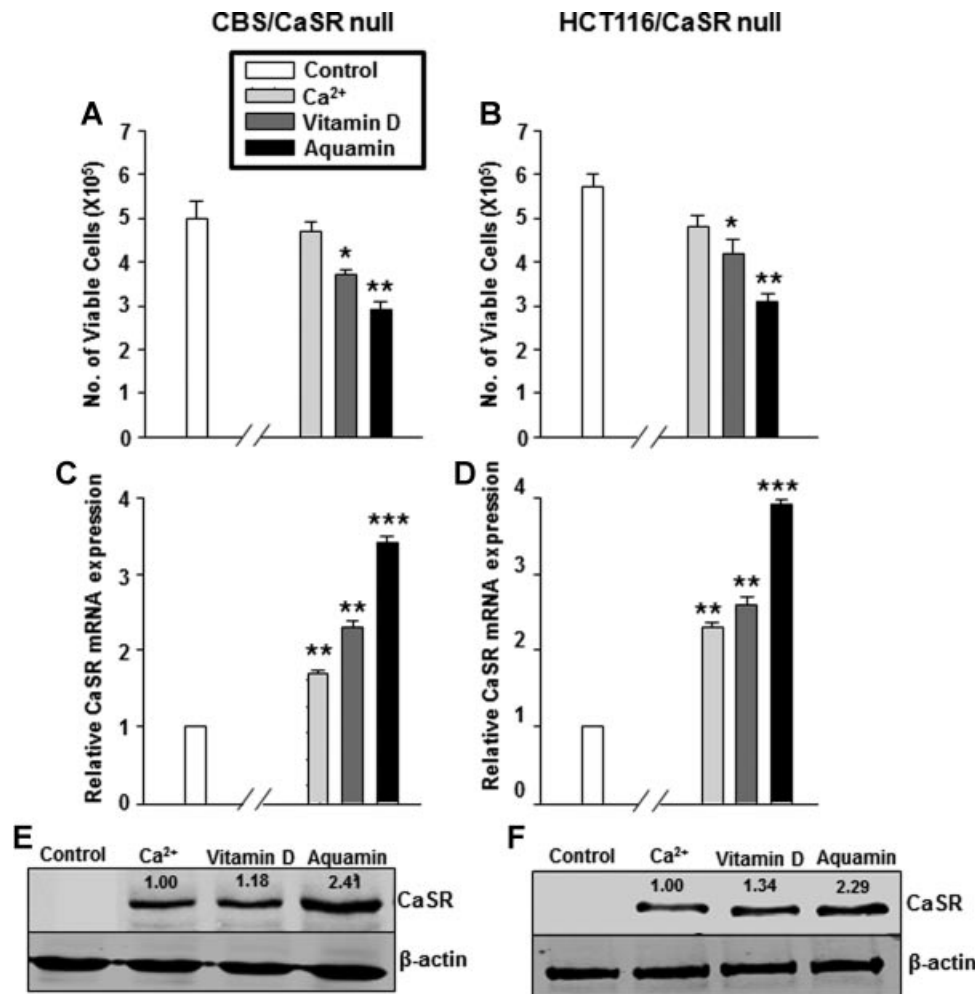 CBS/CaSR null
HCT116/CaSR null
Control
Ca²⁺
Vitamin D
Aquamin
A
No. of Viable Cells (X10⁵)
7
6
5
4
3
2
1
0
*
**
B
No. of Viable Cells (X10⁵)
7
6
5
4
3
2
1
0
*
**
C
Relative CaSR mRNA expression
4
3
2
1
0
**
**
***
D
Relative CaSR mRNA expression
4
3
2
1
0
**
**
***
E
Control Ca²⁺ Vitamin D Aquamin
1.00 1.18 2.41
CaSR
β-actin
F
Control Ca²⁺ Vitamin D Aquamin
1.00 1.34 2.29
CaSR
β-actin